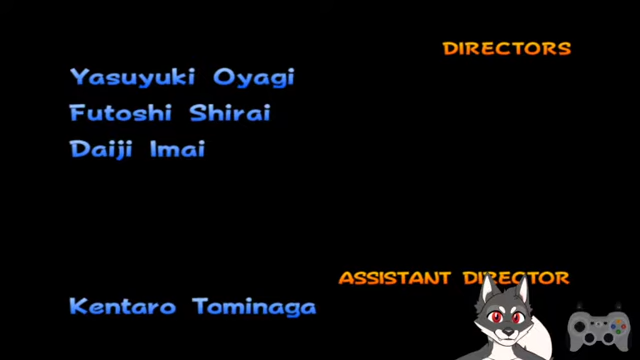 DIRECTORS
Yasuyuki Oyagi
Futoshi Shirai
Daiji Imai
ASSISTANT DIRECTOR
Kentaro Tominaga